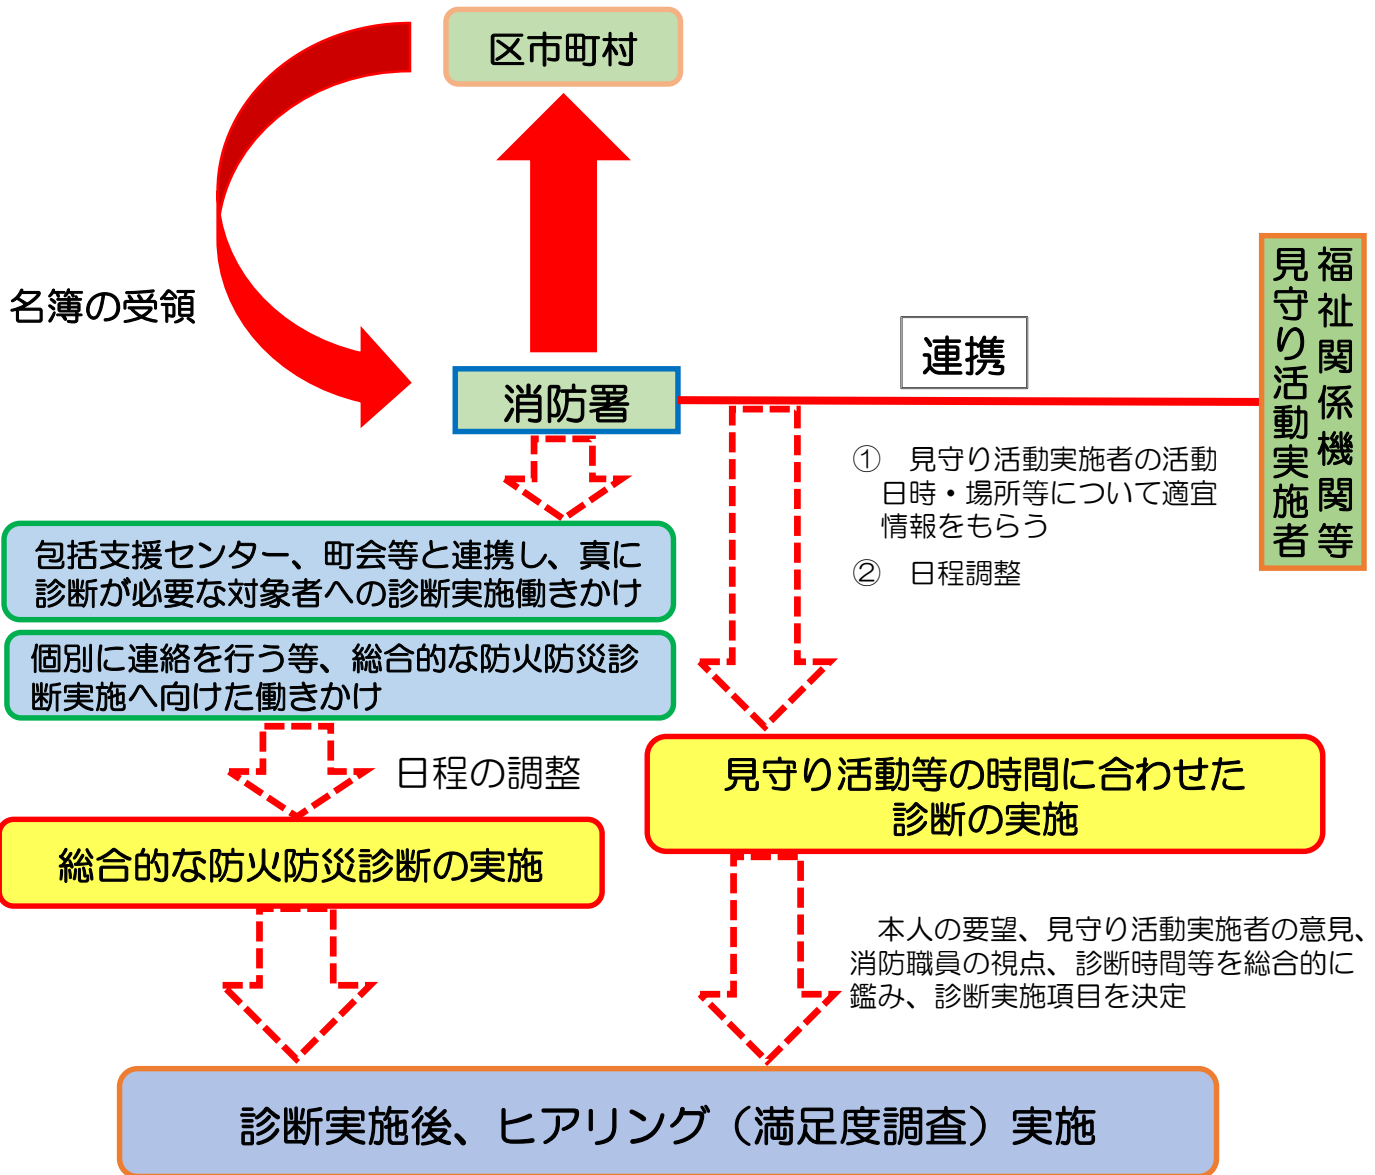 区市町村
名簿の受領
消防署
連携
福祉関係機関等
見守り活動実施者
①　見守り活動実施者の活動
日時・場所等について適宜
情報をもらう
②　日程調整
包括支援センター、町会等と連携し、真に
診断が必要な対象者への診断実施働きかけ
個別に連絡を行う等、総合的な防火防災診
断実施へ向けた働きかけ
日程の調整
見守り活動等の時間に合わせた
診断の実施
総合的な防火防災診断の実施
本人の要望、見守り活動実施者の意見、
消防職員の視点、診断時間等を総合的に
鑑み、診断実施項目を決定
診断実施後、ヒアリング（満足度調査）実施